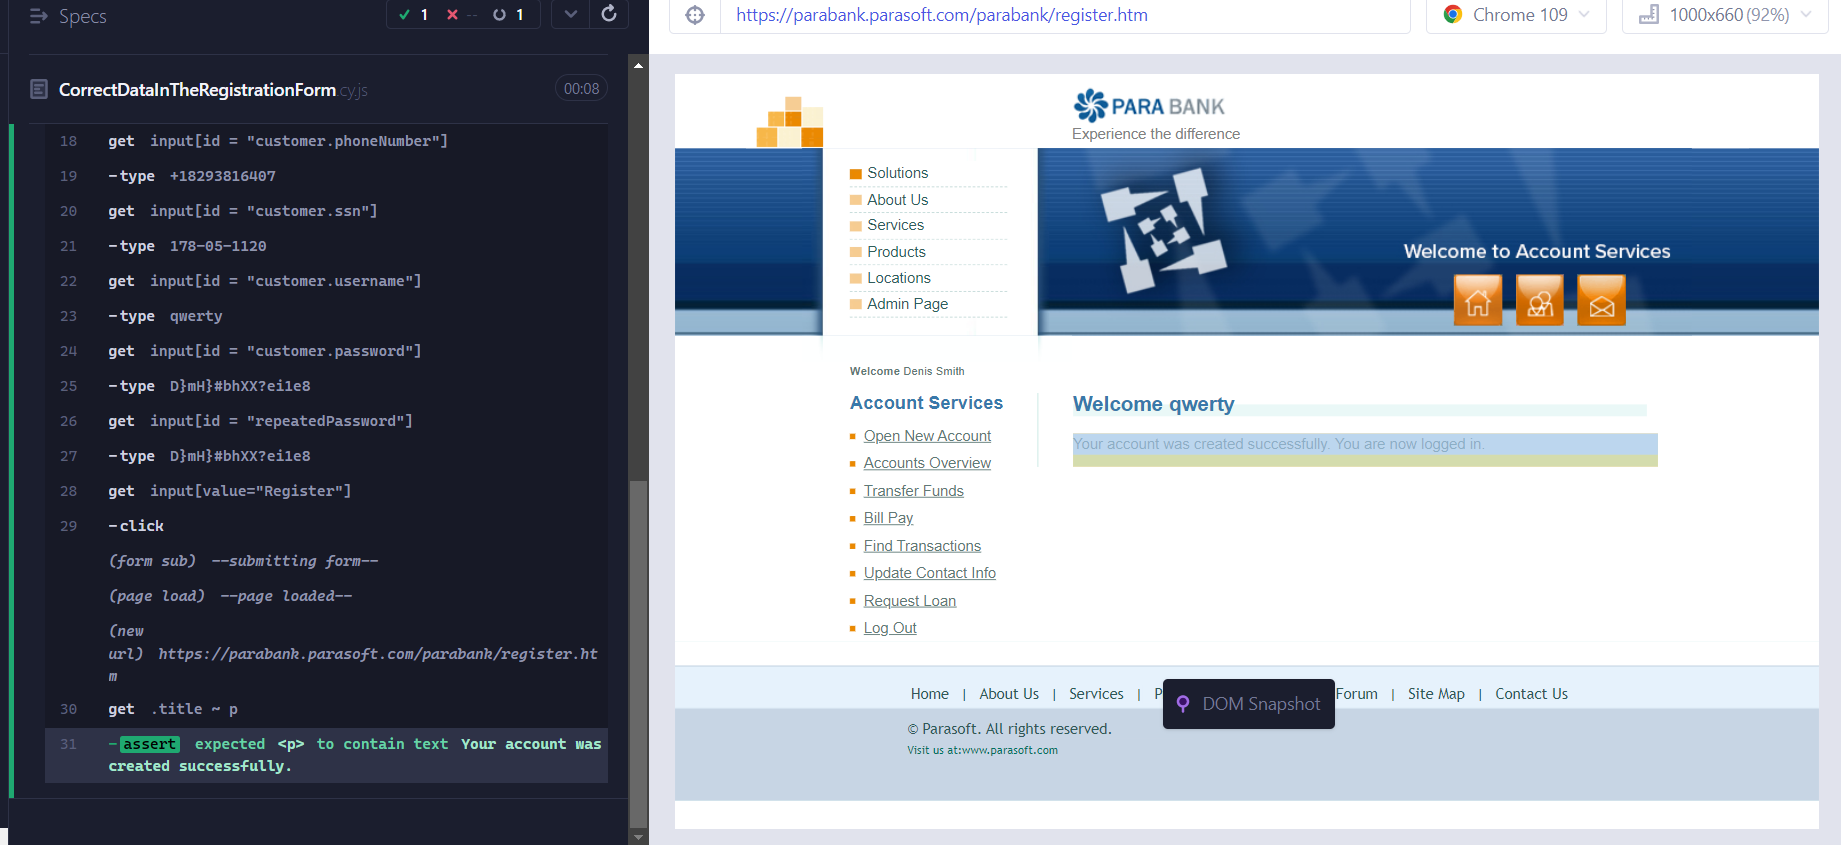 Specs
1
--
1
CorrectDataInTheRegistrationForm.cy.js
00:08
18 get input[id = "customer.phoneNumber"]
19 -type +18293816407
20 get input[id = "customer.ssn"]
21 -type 178-05-1120
22 get input[id = "customer.username"]
23 -type qwerty
24 get input[id = "customer.password"]
25 -type D}mH}#bhXX?ei1e8
26 get input[id = "repeatedPassword"]
27 -type D}mH}#bhXX?ei1e8
28 get input[value="Register"]
29 -click
(form sub) --submitting form--
(page load) --page loaded--
(new
url) https://parabank.parasoft.com/parabank/register.ht
m
30 get .title ~ p
31 -assert expected <p> to contain text Your account was
created successfully.
https://parabank.parasoft.com/parabank/register.htm
Chrome 109
1000x660 (92%)
PARA BANK
Experience the difference
Solutions
About Us
Services
Products
Locations
Admin Page
Welcome to Account Services
Welcome Denis Smith
Account Services
Open New Account
Accounts Overview
Transfer Funds
Bill Pay
Find Transactions
Update Contact Info
Request Loan
Log Out
Welcome qwerty
Your account was created successfully. You are now logged in.
Home | About Us | Services | P
Forum | Site Map | Contact Us
DOM Snapshot
© Parasoft. All rights reserved.
Visit us at:www.parasoft.com